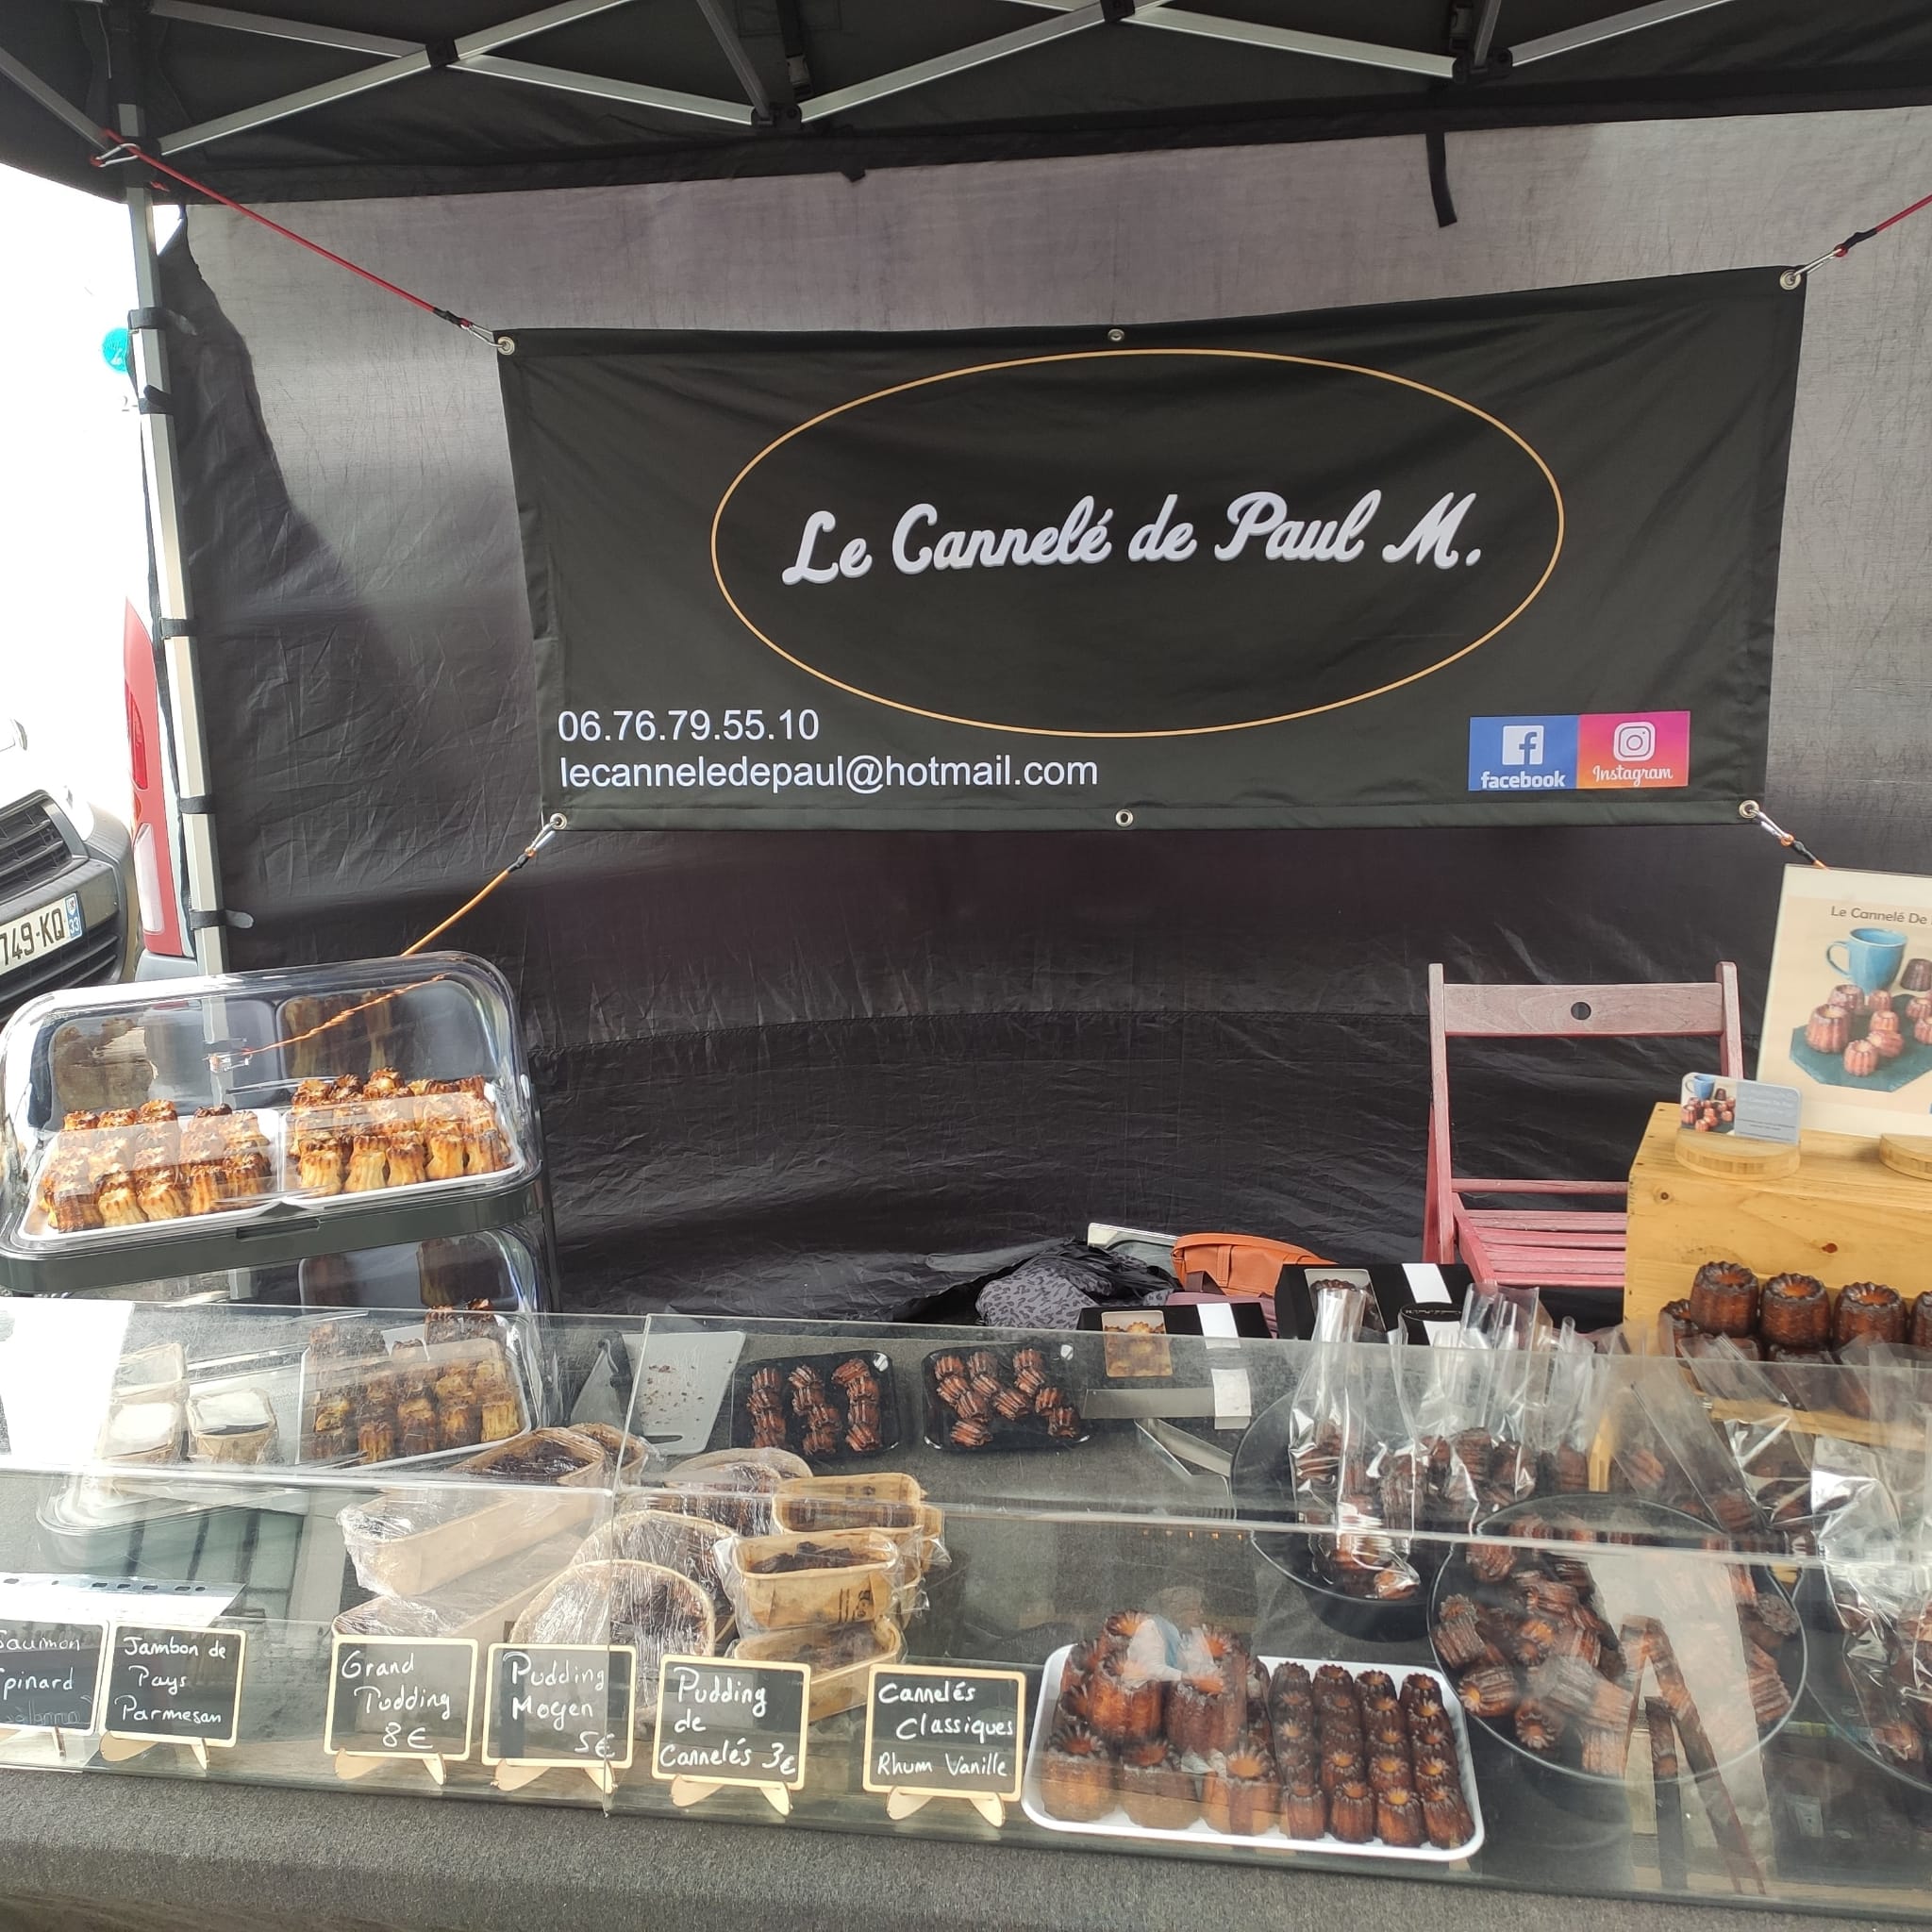 Le Cannelé de Paul M.
06.76.79.55.10
lecanneledepaul@hotmail.com
facebook
Instagram
749-KQ
33
Le Cannelé De
Saumon
Epinard
Jambon de
Pays
Parmesan
Grand
Pudding
8€
Pudding
Moyen
5€
Pudding
de
Cannelés 3€
Cannelés
Classiques
Rhum Vanille